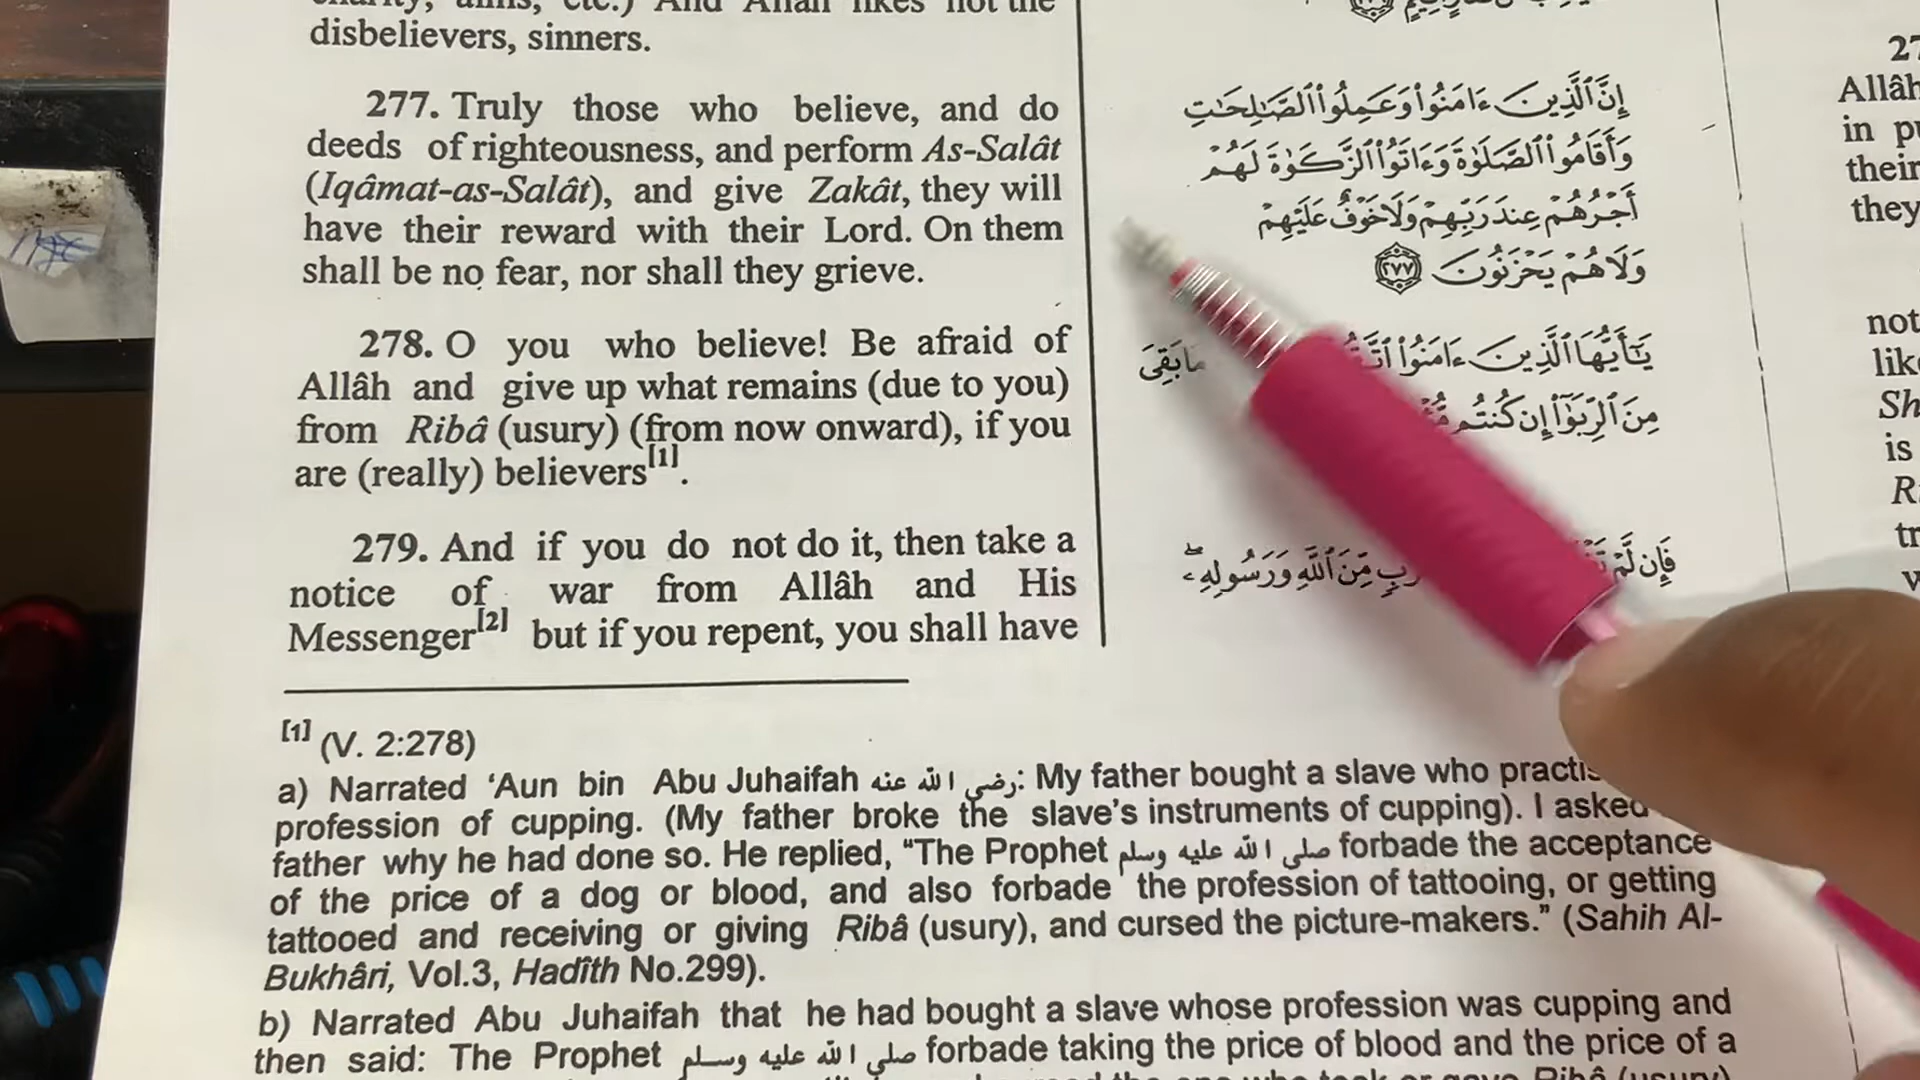 disbelievers, sinners.
277. Truly those who believe, and do
deeds of righteousness, and perform As-Salât
(Iqâmat-as-Salât), and give Zakât, they will
have their reward with their Lord. On them
shall be no fear, nor shall they grieve.
278. O you who believe! Be afraid of
Allâh and give up what remains (due to you)
from Ribâ (usury) (from now onward), if you
are (really) believers[1].
279. And if you do not do it, then take a
notice of war from Allâh and His
Messenger[2] but if you repent, you shall have
إِنَّ ٱلَّذِينَ ءَامَنُوا۟ وَعَمِلُوا۟ ٱلصَّـٰلِحَـٰتِ
وَأَقَامُوا۟ ٱلصَّلَوٰةَ وَءَاتَوُا۟ ٱلزَّكَوٰةَ لَهُمْ
أَجْرُهُمْ عِندَ رَبِّهِمْ وَلَا خَوْفٌ عَلَيْهِمْ
وَلَا هُمْ يَحْزَنُونَ ٢٧٧
يَـٰٓأَيُّهَا ٱلَّذِينَ ءَامَنُوا۟ مَا بَقِىَ
مِنَ ٱلرِّبَوٰٓا۟ إِن كُنتُم
فَإِن لَّمْ مِّنَ ٱللَّهِ وَرَسُولِهِۦ ۖ
[1] (V. 2:278)
a) Narrated ‘Aun bin Abu Juhaifah رضي الله عنه: My father bought a slave who
profession of cupping. (My father broke the slave’s instruments of cupping). I asked
father why he had done so. He replied, “The Prophet صلى الله عليه وسلم forbade the acceptance
of the price of a dog or blood, and also forbade the profession of tattooing, or getting
tattooed and receiving or giving Ribâ (usury), and cursed the picture-makers.” (Sahih Al-
Bukhâri, Vol.3, Hadîth No.299).
b) Narrated Abu Juhaifah that he had bought a slave whose profession was cupping and
then said: The Prophet صلى الله عليه وسلم forbade taking the price of blood and the price of a
Allâh
in
their
they
not
is